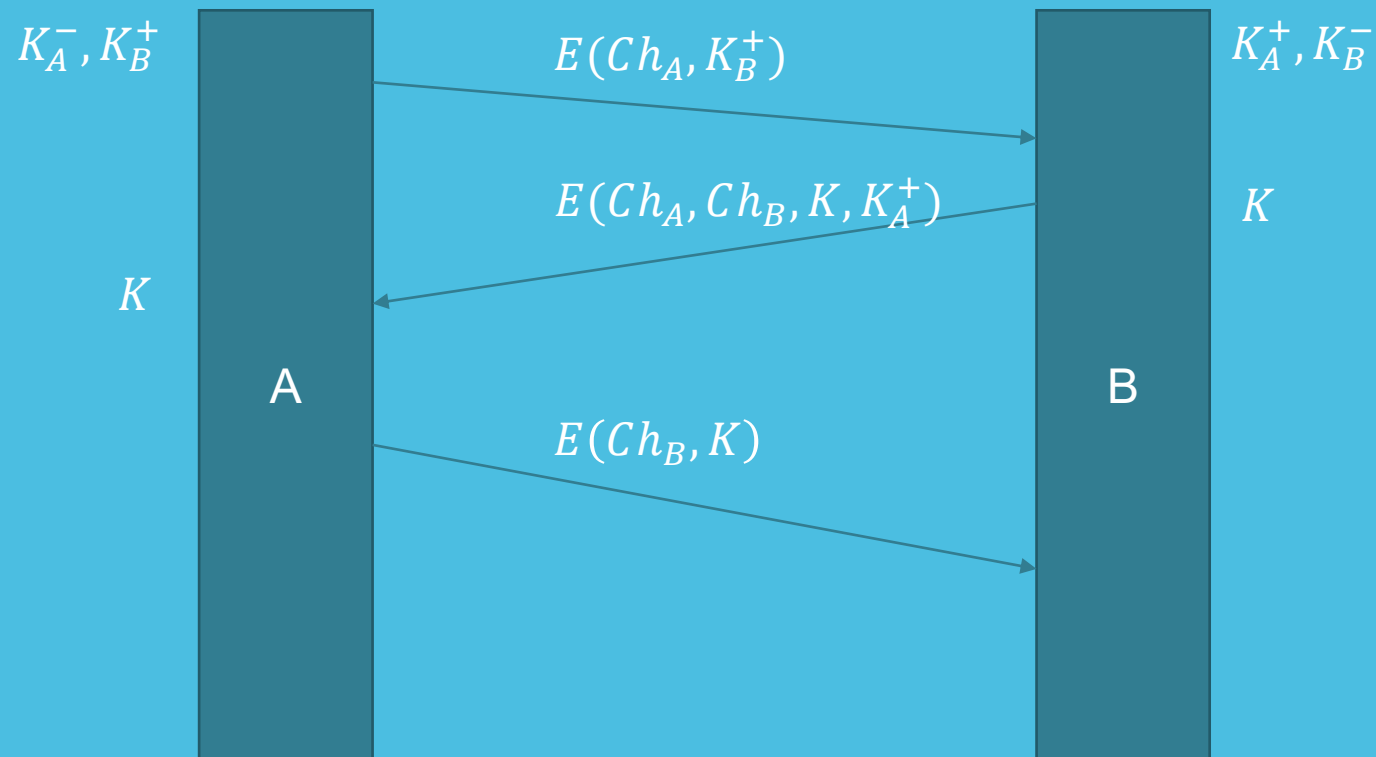 $K_A^-, K_B^+$
$E(Ch_A, K_B^+)$
$K_A^+, K_B^-$
$E(Ch_A, Ch_B, K, K_A^+)$
$K$
$K$
A
B
$E(Ch_B, K)$